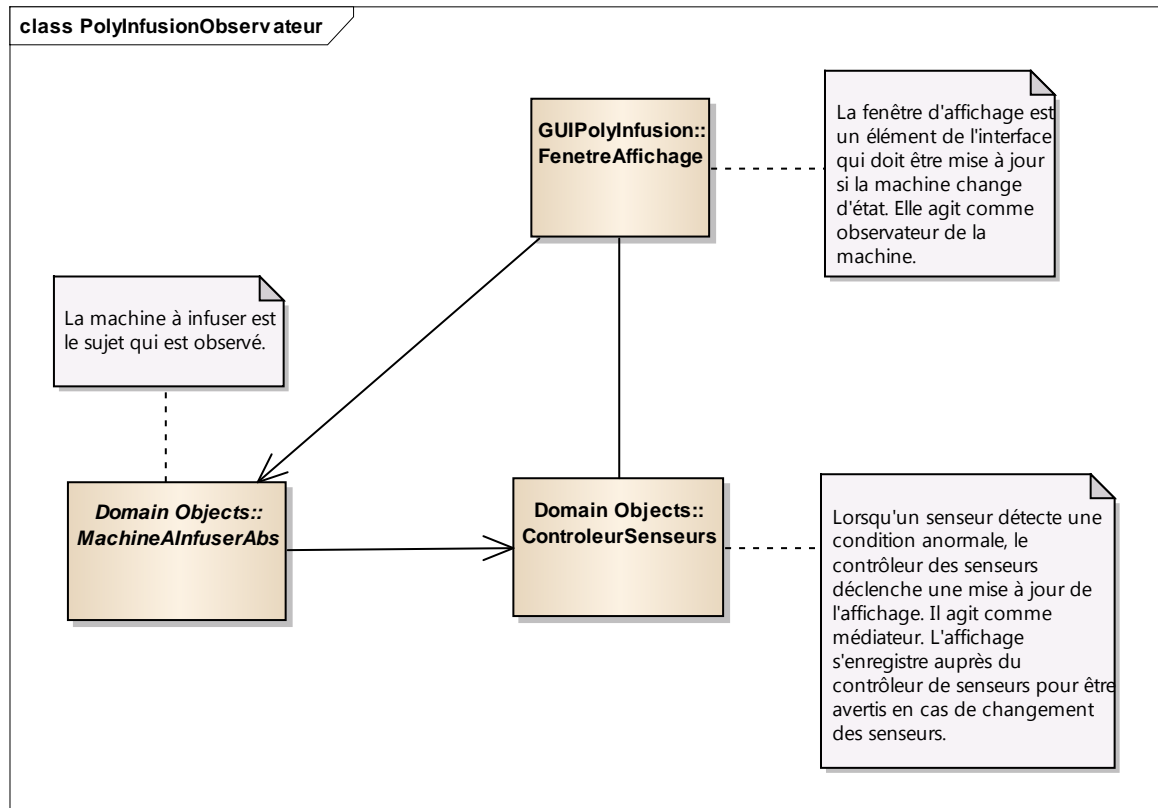 class PolyInfusionObservateur
GUIPolyInfusion::
FenetreAffichage
La fenêtre d'affichage est
un élément de l'interface
qui doit être mise à jour
si la machine change
d'état. Elle agit comme
observateur de la
machine.
La machine à infuser est
le sujet qui est observé.
Domain Objects::
MachineAInfuserAbs
Domain Objects::
ControleurSenseurs
Lorsqu'un senseur détecte une
condition anormale, le
contrôleur des senseurs
déclenche une mise à jour de
l'affichage. Il agit comme
médiateur. L'affichage
s'enregistre auprès du
contrôleur de senseurs pour être
avertis en cas de changement
des senseurs.